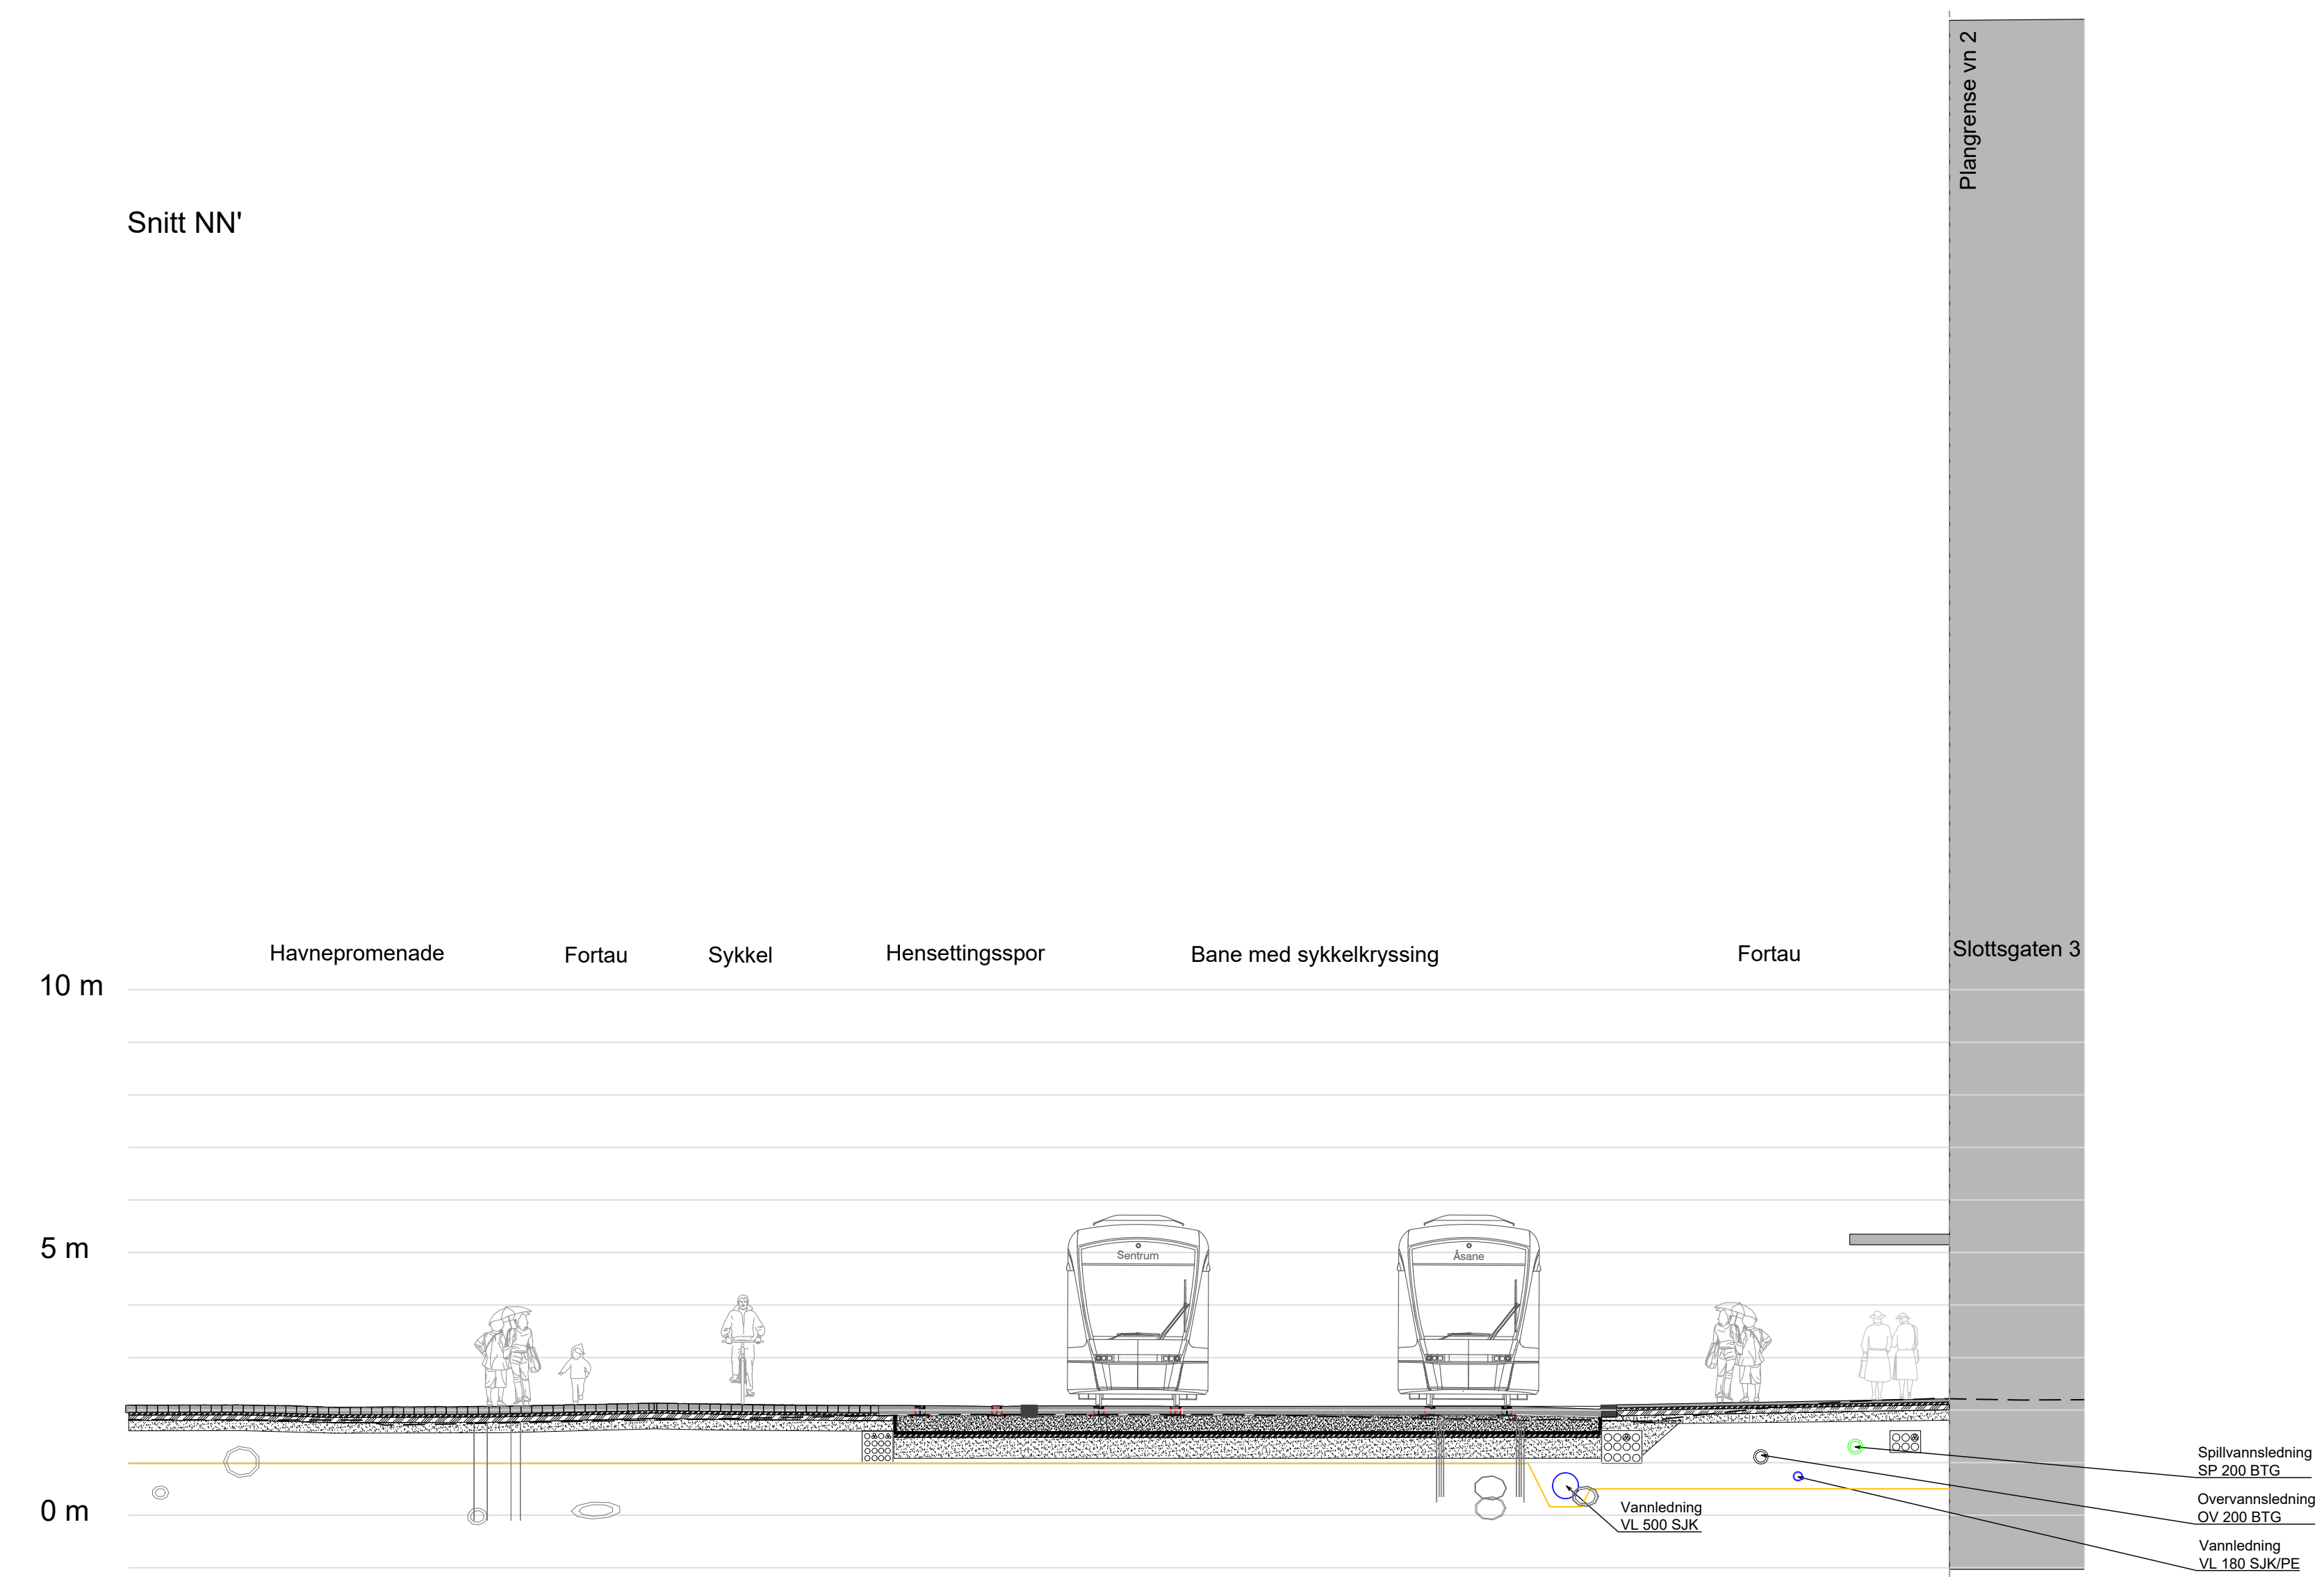 Plangrense vn 2
Snitt NN'
Havnepromenade
Fortau
Sykkel
Hensettingsspor
Bane med sykkelkryssing
Fortau
Slottsgaten 3
10 m
5 m
0 m
Sentrum
Åsane
Vannledning
VL 500 SJK
Spillvannsledning
SP 200 BTG
Overvannsledning
OV 200 BTG
Vannledning
VL 180 SJK/PE